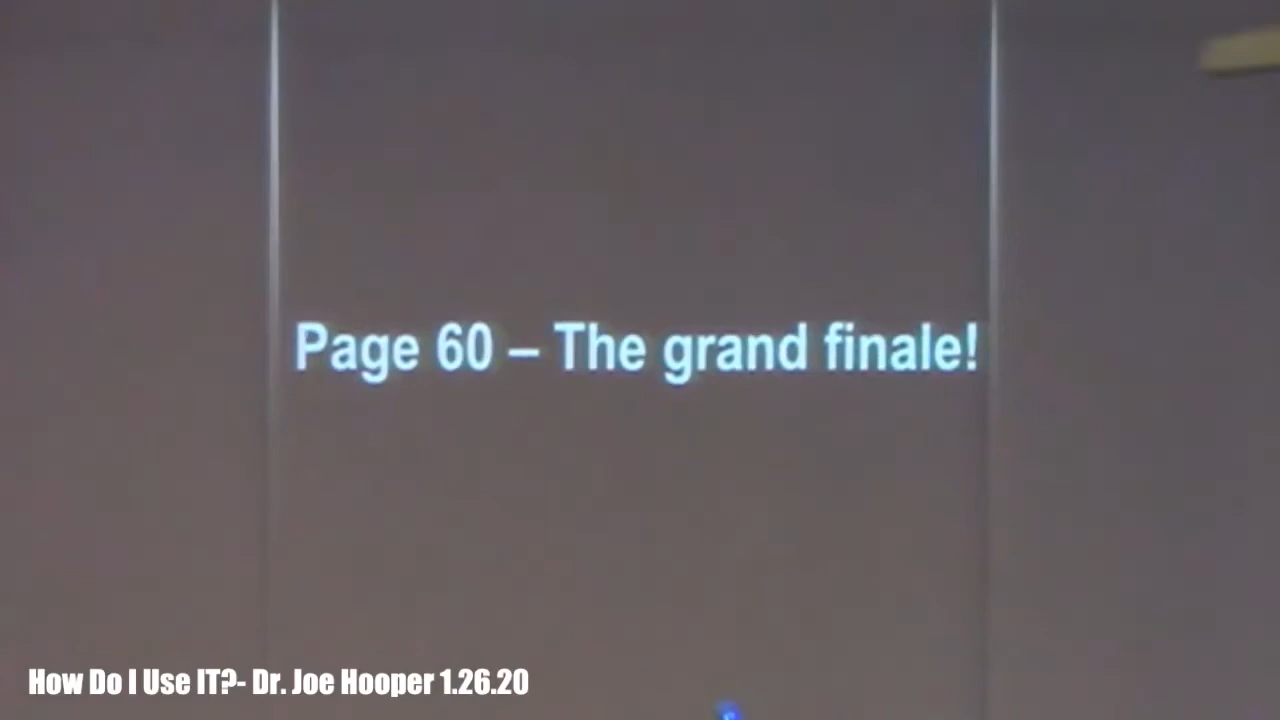 Page 60 – The grand finale!
How Do I Use IT?- Dr. Joe Hooper 1.26.20